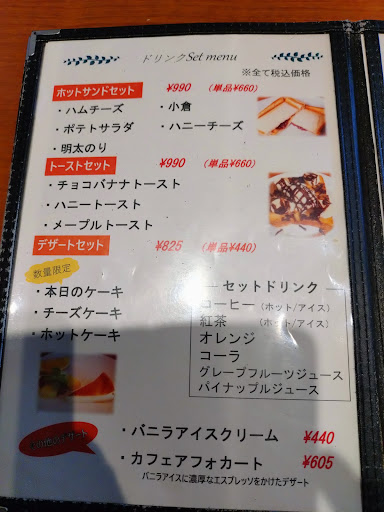 ドリンクSet menu
※全て税込価格
ホットサンドセット ¥990 (単品¥660)
・ハムチーズ ・小倉
・ポテトサラダ ・ハニーチーズ
・明太のり
トーストセット ¥990 (単品¥660)
・チョコバナナトースト
・ハニートースト
・メープルトースト
デザートセット ¥825 (単品¥440)
数量限定
・本日のケーキ
・チーズケーキ
・ホットケーキ
セットドリンク
コーヒー (ホット/アイス)
紅茶 (ホット/アイス)
オレンジ
コーラ
グレープフルーツジュース
パイナップルジュース
・バニラアイスクリーム ¥440
・カフェアフォカート ¥605
バニラアイスに濃厚なエスプレッソをかけたデザート